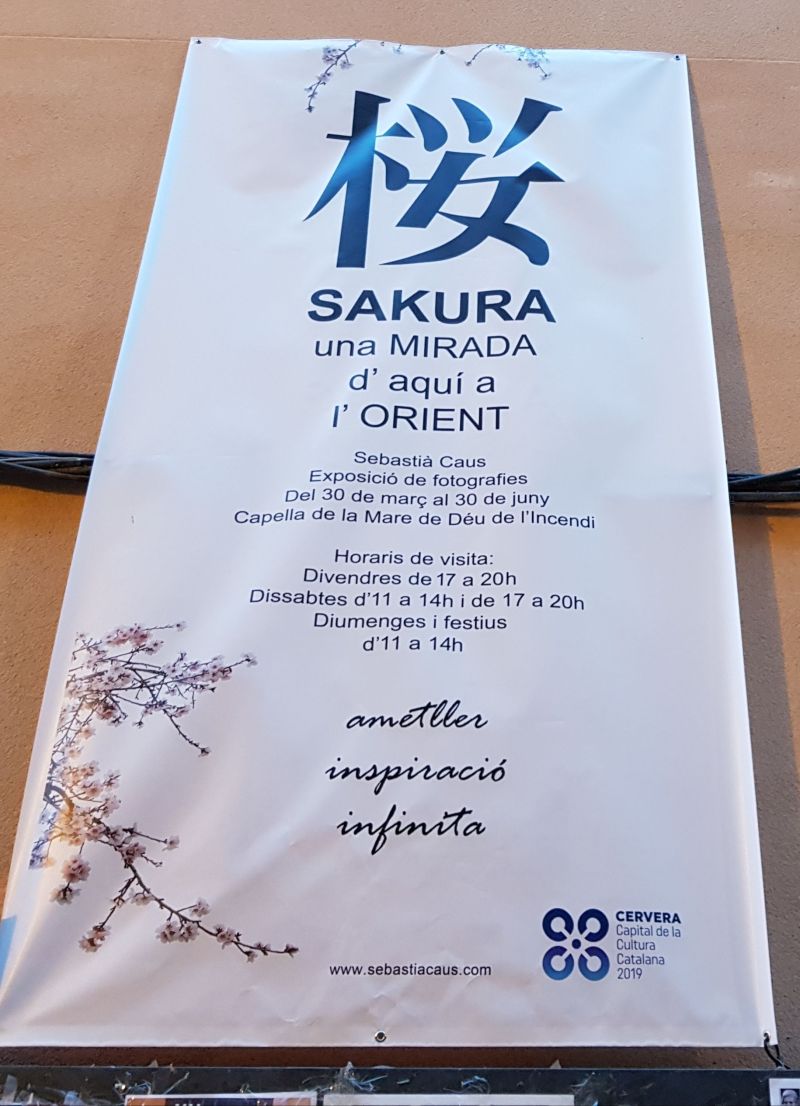 桜
SAKURA
una MIRADA
d' aquí a
l' ORIENT
Sebastià Caus
Exposició de fotografies
Del 30 de març al 30 de juny
Capella de la Mare de Déu de l'Incendi
Horaris de visita:
Divendres de 17 a 20h
Dissabtes d'11 a 14h i de 17 a 20h
Diumenges i festius
d'11 a 14h
ametller
inspiració
infinita
www.sebastiacaus.com
CERVERA
Capital de la
Cultura
Catalana
2019